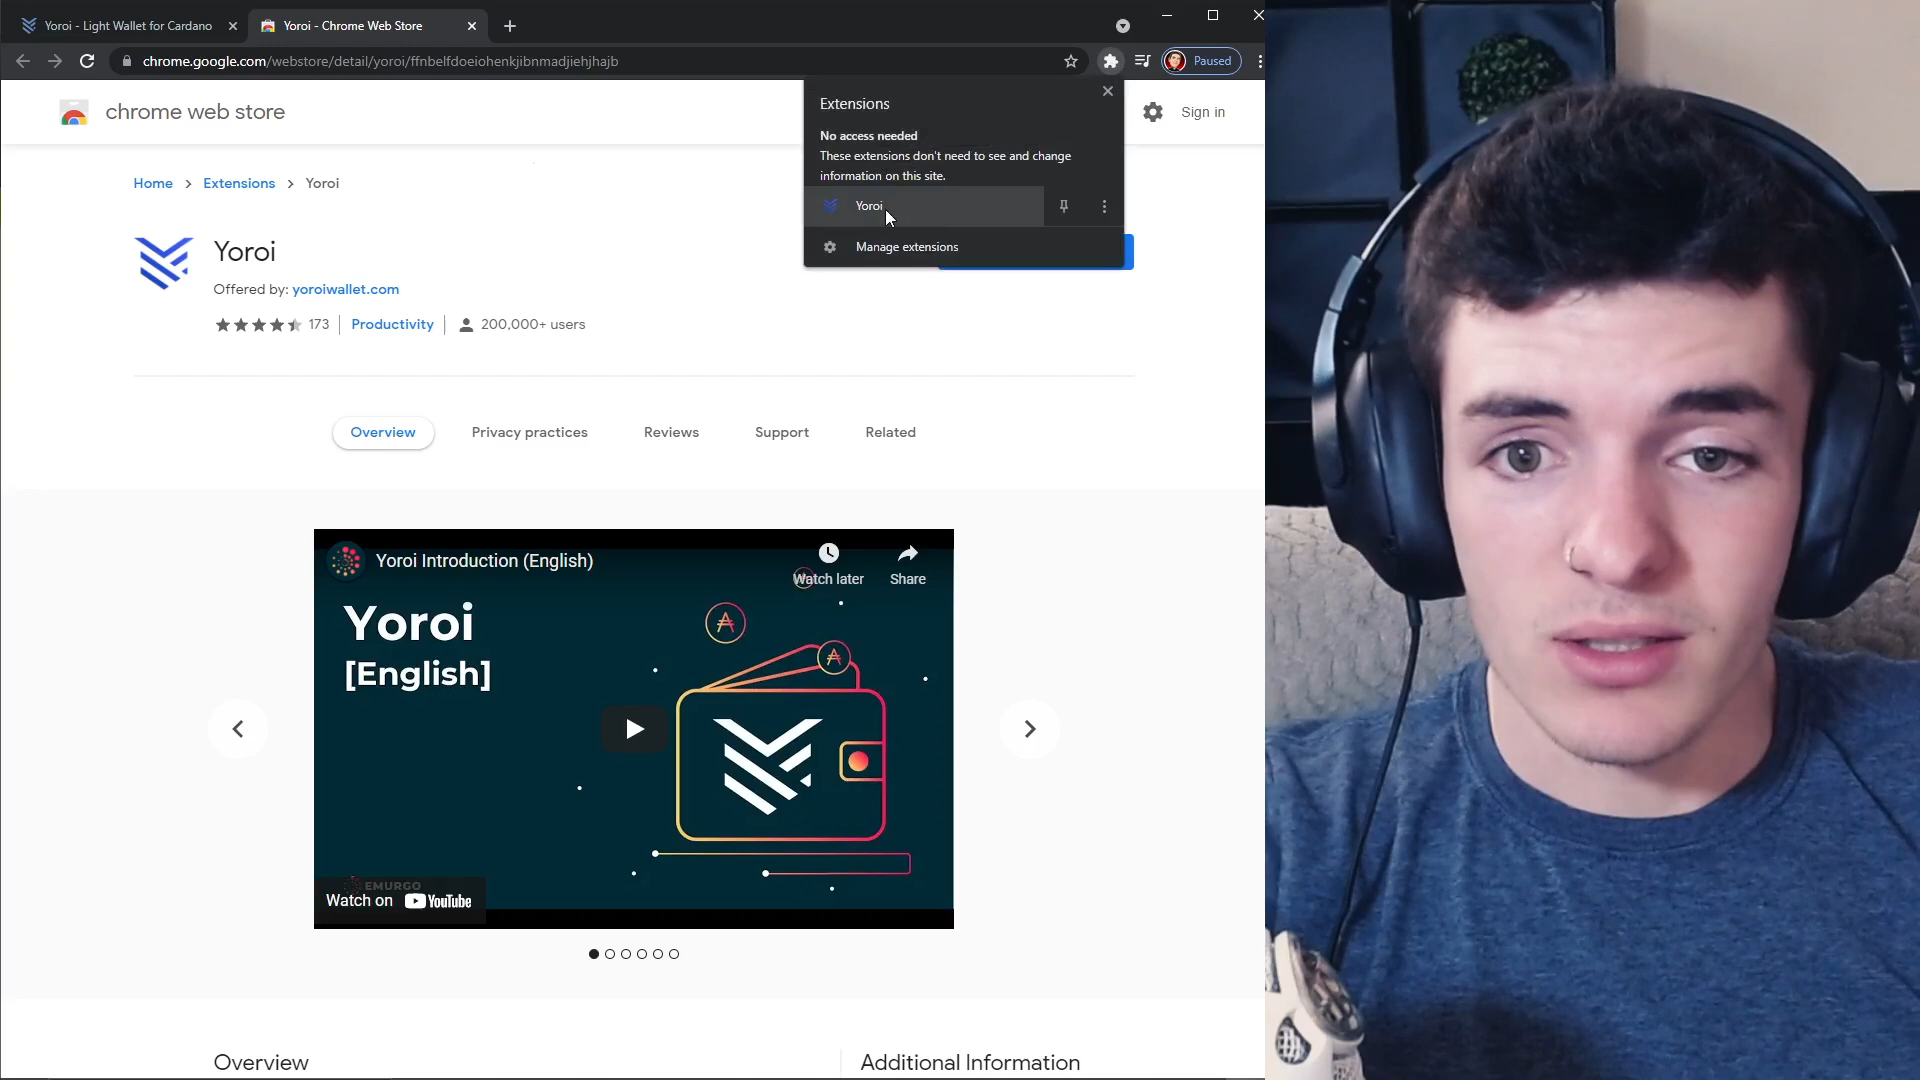 Yoroi - Light Wallet for Cardano
Yoroi - Chrome Web Store
chrome.google.com/webstore/detail/yoroi/ffnbelfdoeiohenkjibnmadjiehjhajb
Paused
chrome web store
Sign in
Extensions
No access needed
These extensions don't need to see and change
information on this site.
Yoroi
Manage extensions
Home > Extensions > Yoroi
Yoroi
Offered by: yoroiwallet.com
173
Productivity
200,000+ users
Overview
Privacy practices
Reviews
Support
Related
Yoroi Introduction (English)
Watch later
Share
Yoroi
[English]
EMURGO
Watch on YouTube
Overview
Additional Information